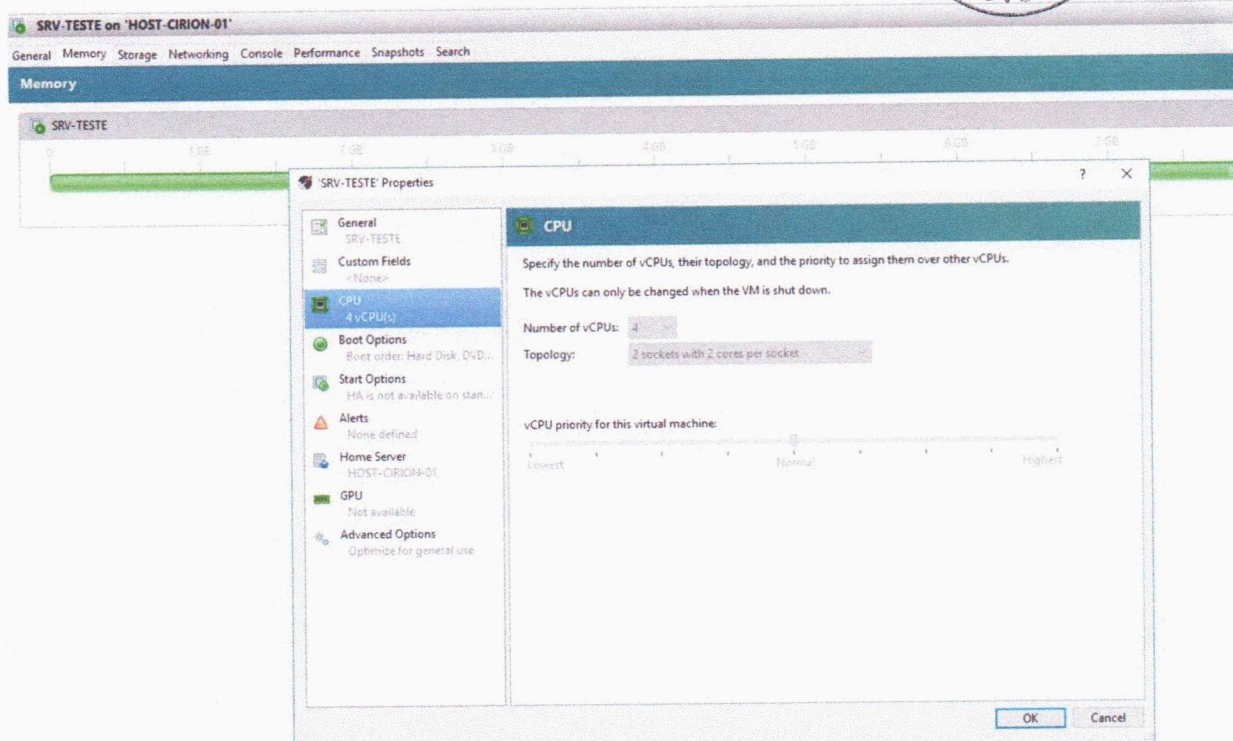 SRV-TESTE on 'HOST-CIRION-01'
General Memory Storage Networking Console Performance Snapshots Search
Memory
SRV-TESTE
0 1 GB 2 GB 3 GB 4 GB 5 GB 6 GB 7 GB
'SRV-TESTE' Properties ? X
General
SRV-TESTE
Custom Fields
<None>
CPU
4 vCPU(s)
Boot Options
Boot order: Hard Disk, DVD...
Start Options
HA is not available on stan...
Alerts
None defined
Home Server
HOST-CIRION-01
GPU
Not available
Advanced Options
Optimize for general use
CPU
Specify the number of vCPUs, their topology, and the priority to assign them over other vCPUs.
The vCPUs can only be changed when the VM is shut down.
Number of vCPUs: 4
Topology: 2 sockets with 2 cores per socket
vCPU priority for this virtual machine:
Lowest Normal Highest
OK Cancel